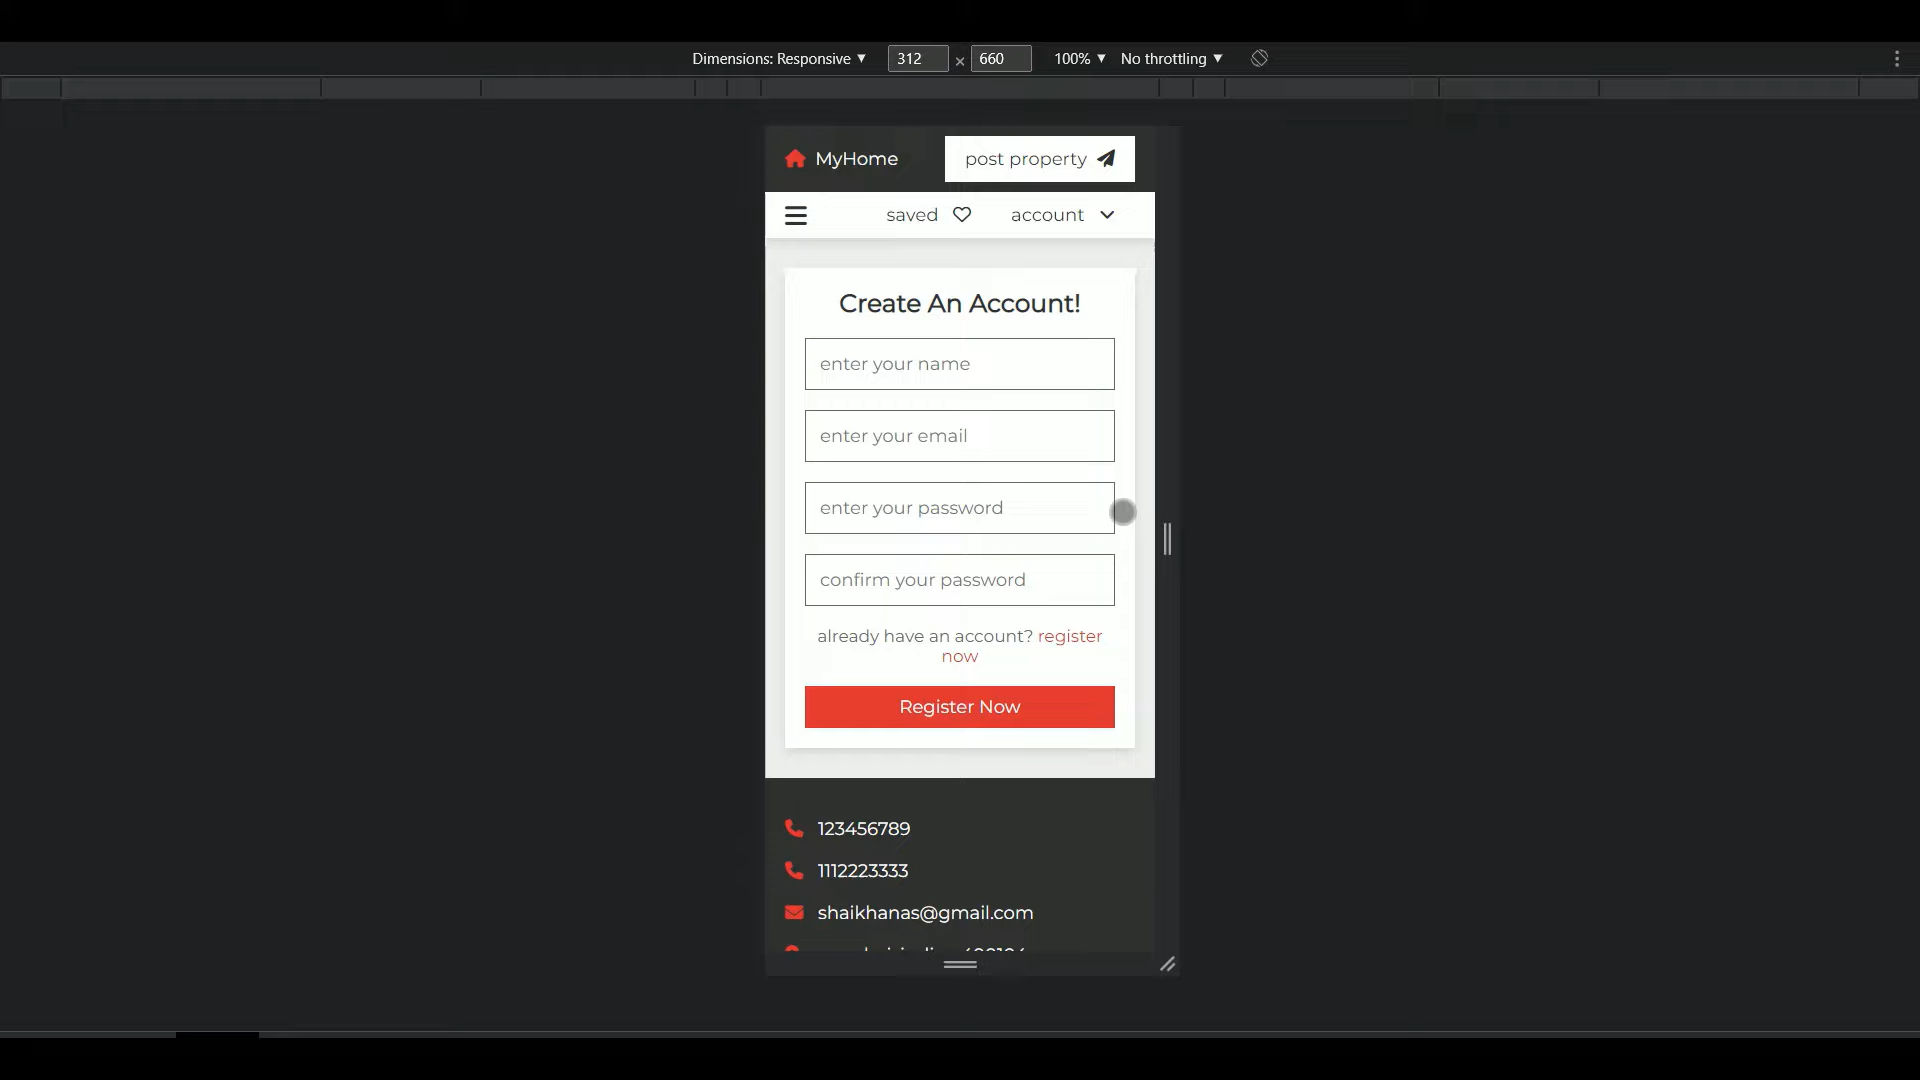 Dimensions: Responsive 312 × 660 100% No throttling
MyHome post property
saved account
Create An Account!
enter your name
enter your email
enter your password
confirm your password
already have an account? register
now
Register Now
123456789
1112223333
shaikhanas@gmail.com